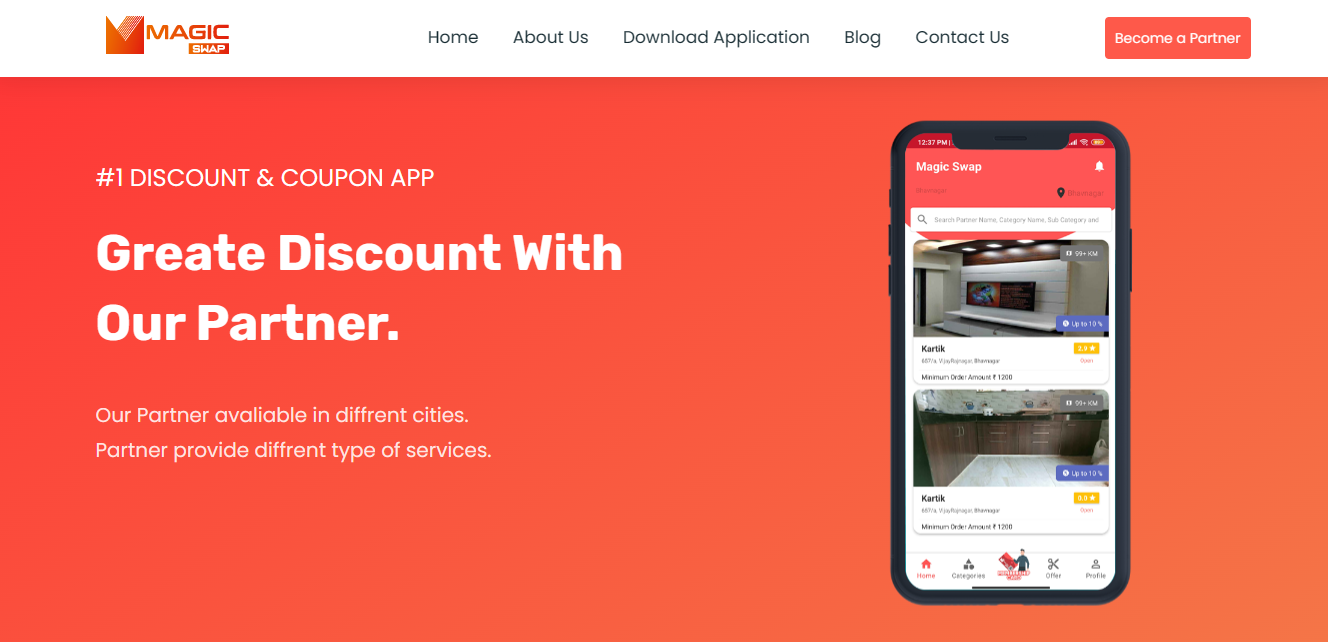 MAGIC
SWAP
Home
About Us
Download Application
Blog
Contact Us
Become a Partner
#1 DISCOUNT & COUPON APP
Greate Discount With
Our Partner.
Our Partner avaliable in diffrent cities.
Partner provide diffrent type of services.
12:37 PM |
Magic Swap
Bhavnagar
Bhavnagar
Search Partner Name, Category Name, Sub Category and
99+ KM
Up to 10 %
Kartik
2.9 ★
687/a, VijayRajnagar, Bhavnagar
Open
Minimum Order Amount ₹ 1200
99+ KM
Up to 10 %
Kartik
0.0 ★
687/a, VijayRajnagar, Bhavnagar
Open
Minimum Order Amount ₹ 1200
Home
Categories
Offer
Profile